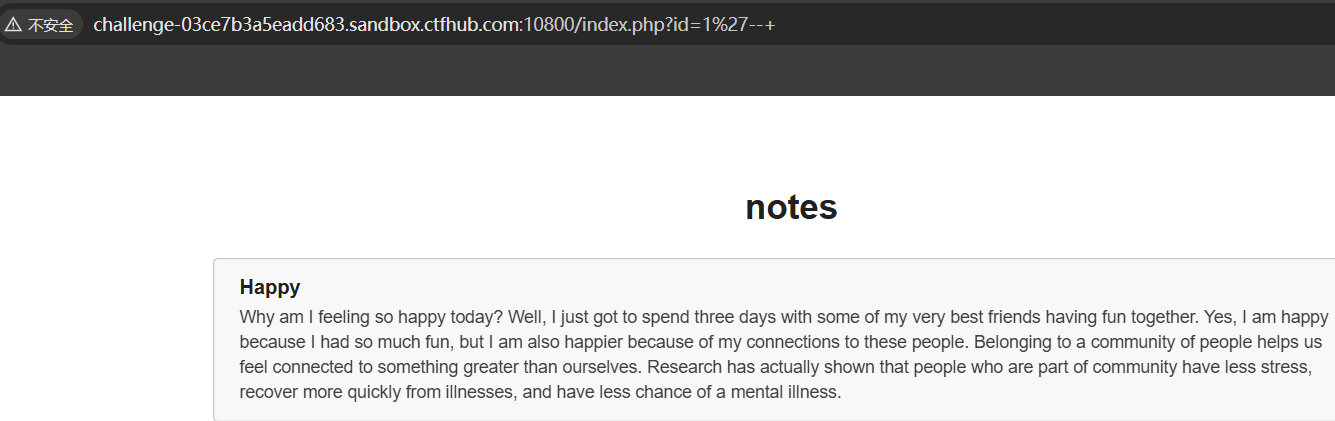 不安全 challenge-03ce7b3a5eadd683.sandbox.ctfhub.com:10800/index.php?id=1%27--+
notes
Happy
Why am I feeling so happy today? Well, I just got to spend three days with some of my very best friends having fun together. Yes, I am happy
because I had so much fun, but I am also happier because of my connections to these people. Belonging to a community of people helps us
feel connected to something greater than ourselves. Research has actually shown that people who are part of community have less stress,
recover more quickly from illnesses, and have less chance of a mental illness.